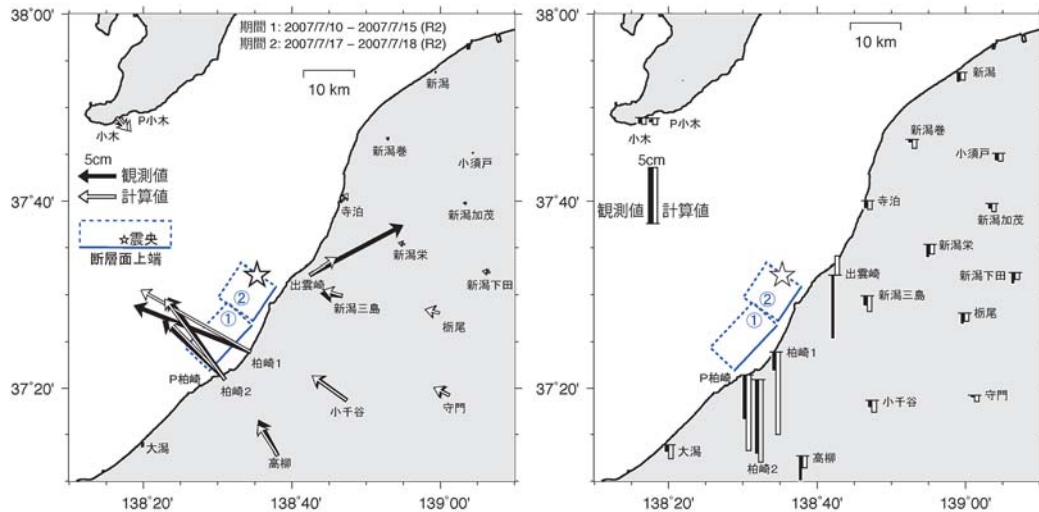 38°00'
期間 1: 2007/7/10 − 2007/7/15 (R2)
期間 2: 2007/7/17 − 2007/7/18 (R2)
10 km
新潟
小木
P小木
新潟巻
小須戸
5cm
観測値
計算値
37°40'
寺泊
新潟加茂
☆震央
断層面上端
新潟栄
出雲崎
新潟下田
②
①
新潟三島
栃尾
柏崎1
37°20'
P柏崎
柏崎2
小千谷
守門
大潟
高柳
138°20'
138°40'
139°00'
38°00'
10 km
新潟
小木
P小木
新潟巻
小須戸
5cm
観測値
計算値
37°40'
寺泊
新潟加茂
新潟栄
出雲崎
新潟下田
②
①
新潟三島
栃尾
柏崎1
37°20'
P柏崎
小千谷
守門
大潟
柏崎2
高柳
138°20'
138°40'
139°00'